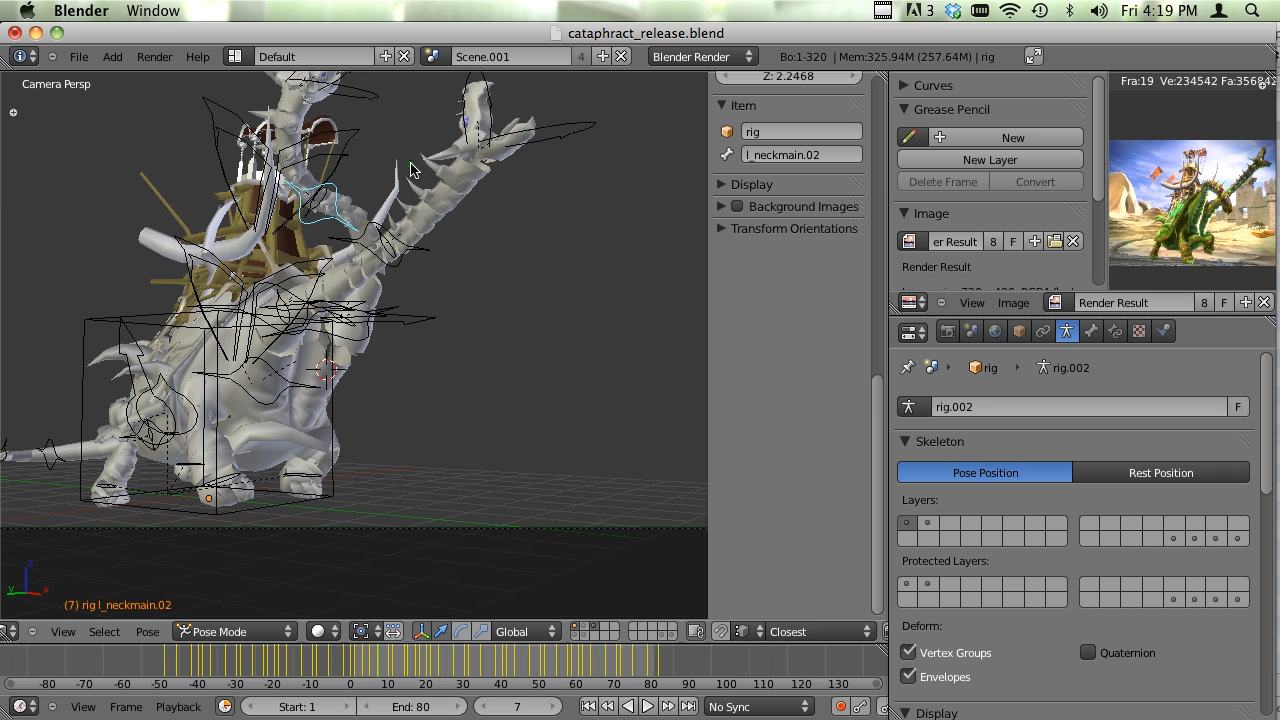 Blender Window
3 Fri 4:19 PM
cataphract_release.blend
File Add Render Help Default Scene.001 4 Blender Render Bo:1-320 | Mem:325.94M (257.64M) | rig
Camera Persp
Z: 2.2468
Item
rig
l_neckmain.02
Display
Background Images
Transform Orientations
Curves
Grease Pencil
New
New Layer
Delete Frame Convert
Image
er Result 8 F
Render Result
Fra:19 Ve:234542 Fa:35684
View Image Render Result 8 F
rig rig.002
rig.002 F
Skeleton
Pose Position Rest Position
Layers:
Protected Layers:
Deform:
Vertex Groups Quaternion
Envelopes
Display
z
y x
(7) rig l_neckmain.02
View Select Pose Pose Mode Global Closest
-80 -70 -60 -50 -40 -30 -20 -10 0 10 20 30 40 50 60 70 80 90 100 110 120 130
View Frame Playback Start: 1 End: 80 7 No Sync